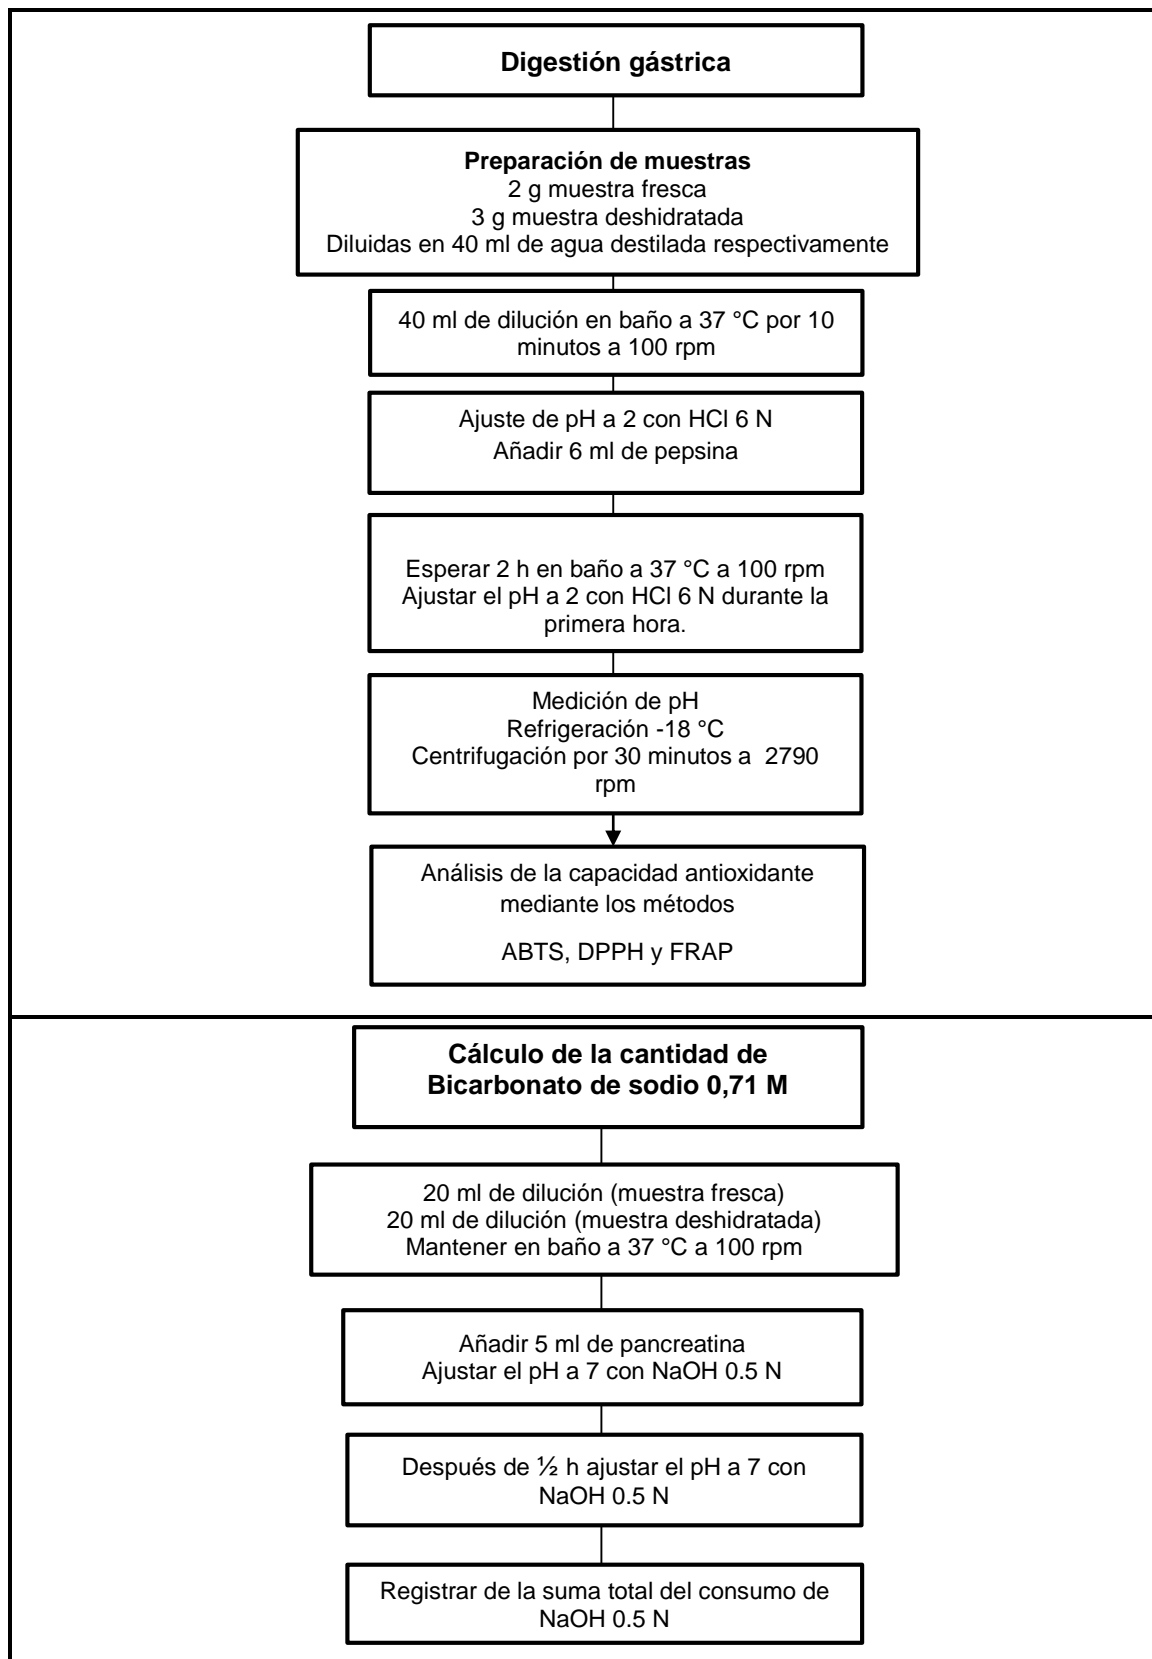 Digestión gástrica
Preparación de muestras
2 g muestra fresca
3 g muestra deshidratada
Diluidas en 40 ml de agua destilada respectivamente
40 ml de dilución en baño a 37 °C por 10
minutos a 100 rpm
Ajuste de pH a 2 con HCl 6 N
Añadir 6 ml de pepsina
Esperar 2 h en baño a 37 °C a 100 rpm
Ajustar el pH a 2 con HCl 6 N durante la
primera hora.
Medición de pH
Refrigeración -18 °C
Centrifugación por 30 minutos a 2790
rpm
Análisis de la capacidad antioxidante
mediante los métodos
ABTS, DPPH y FRAP
Cálculo de la cantidad de
Bicarbonato de sodio 0,71 M
20 ml de dilución (muestra fresca)
20 ml de dilución (muestra deshidratada)
Mantener en baño a 37 °C a 100 rpm
Añadir 5 ml de pancreatina
Ajustar el pH a 7 con NaOH 0.5 N
Después de ½ h ajustar el pH a 7 con
NaOH 0.5 N
Registrar de la suma total del consumo de
NaOH 0.5 N